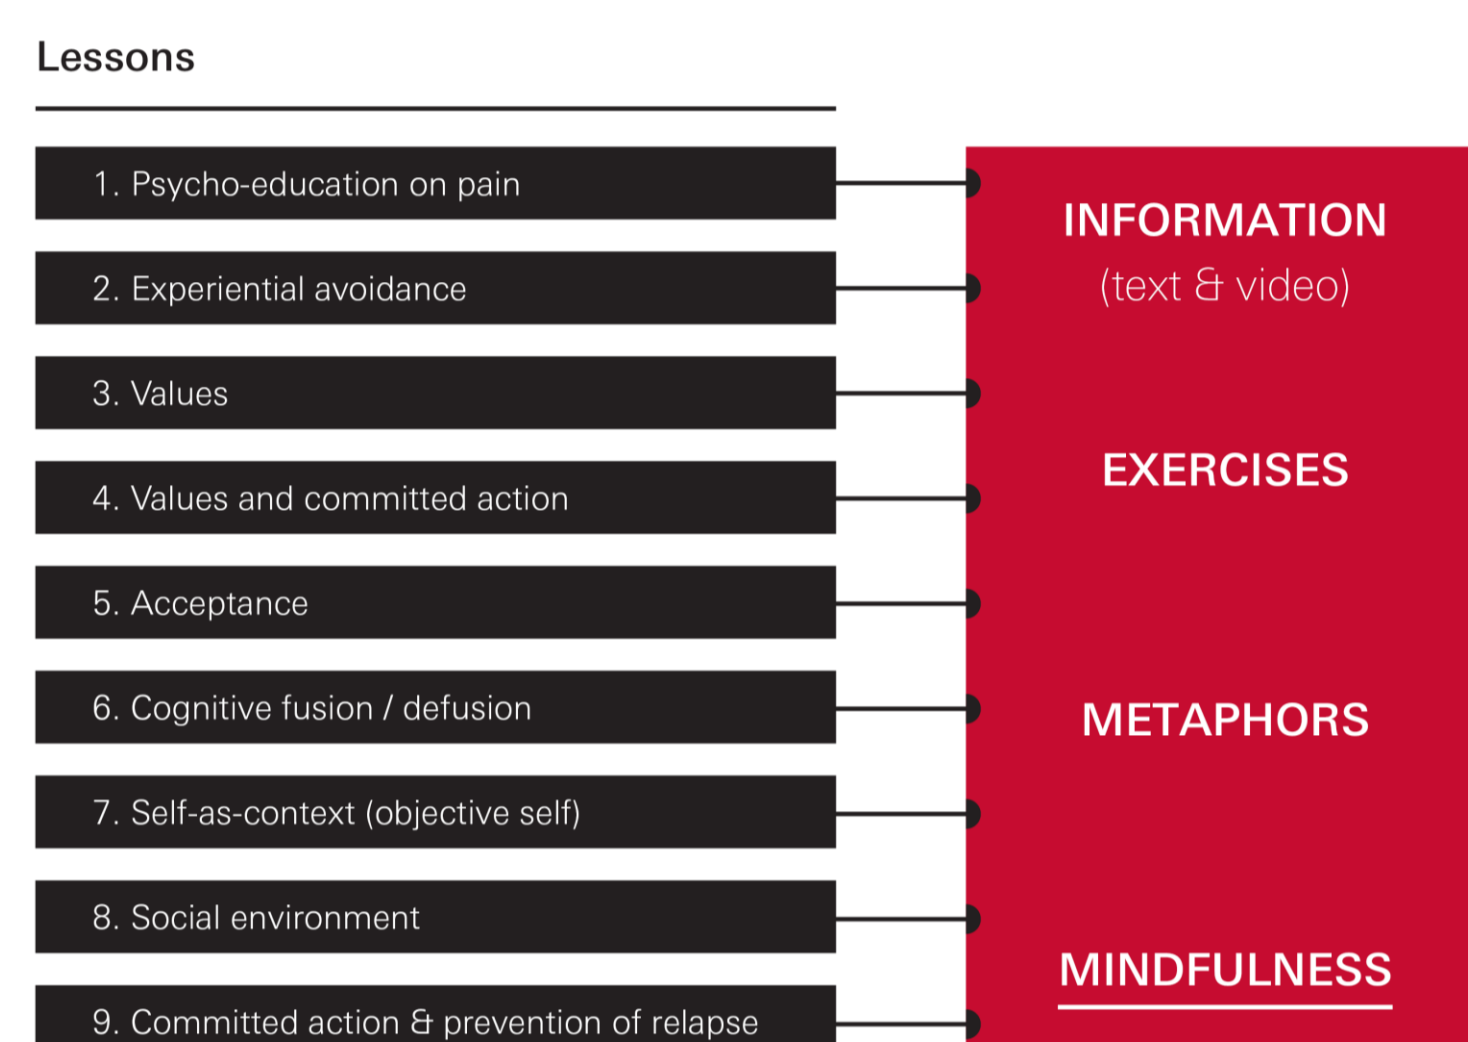 Lessons
1. Psycho-education on pain
2. Experiential avoidance
3. Values
4. Values and committed action
5. Acceptance
6. Cognitive fusion / defusion
7. Self-as-context (objective self)
8. Social environment
9. Committed action & prevention of relapse
INFORMATION
(text & video)
EXERCISES
METAPHORS
MINDFULNESS